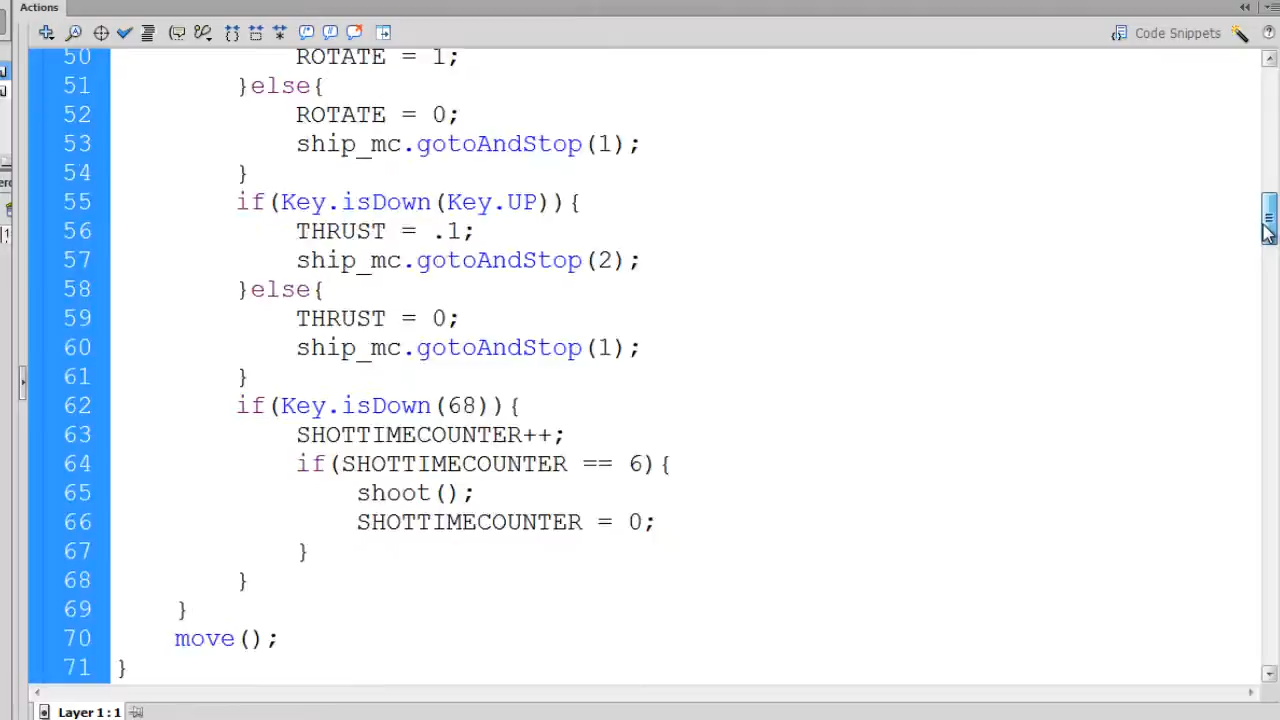 Actions
Code Snippets
50 ROTATE = 1;
51 }else{
52 ROTATE = 0;
53 ship_mc.gotoAndStop(1);
54 }
55 if(Key.isDown(Key.UP)){
56 THRUST = .1;
57 ship_mc.gotoAndStop(2);
58 }else{
59 THRUST = 0;
60 ship_mc.gotoAndStop(1);
61 }
62 if(Key.isDown(68)){
63 SHOTTIMECOUNTER++;
64 if(SHOTTIMECOUNTER == 6){
65 shoot();
66 SHOTTIMECOUNTER = 0;
67 }
68 }
69 }
70 move();
71 }
Layer 1:1